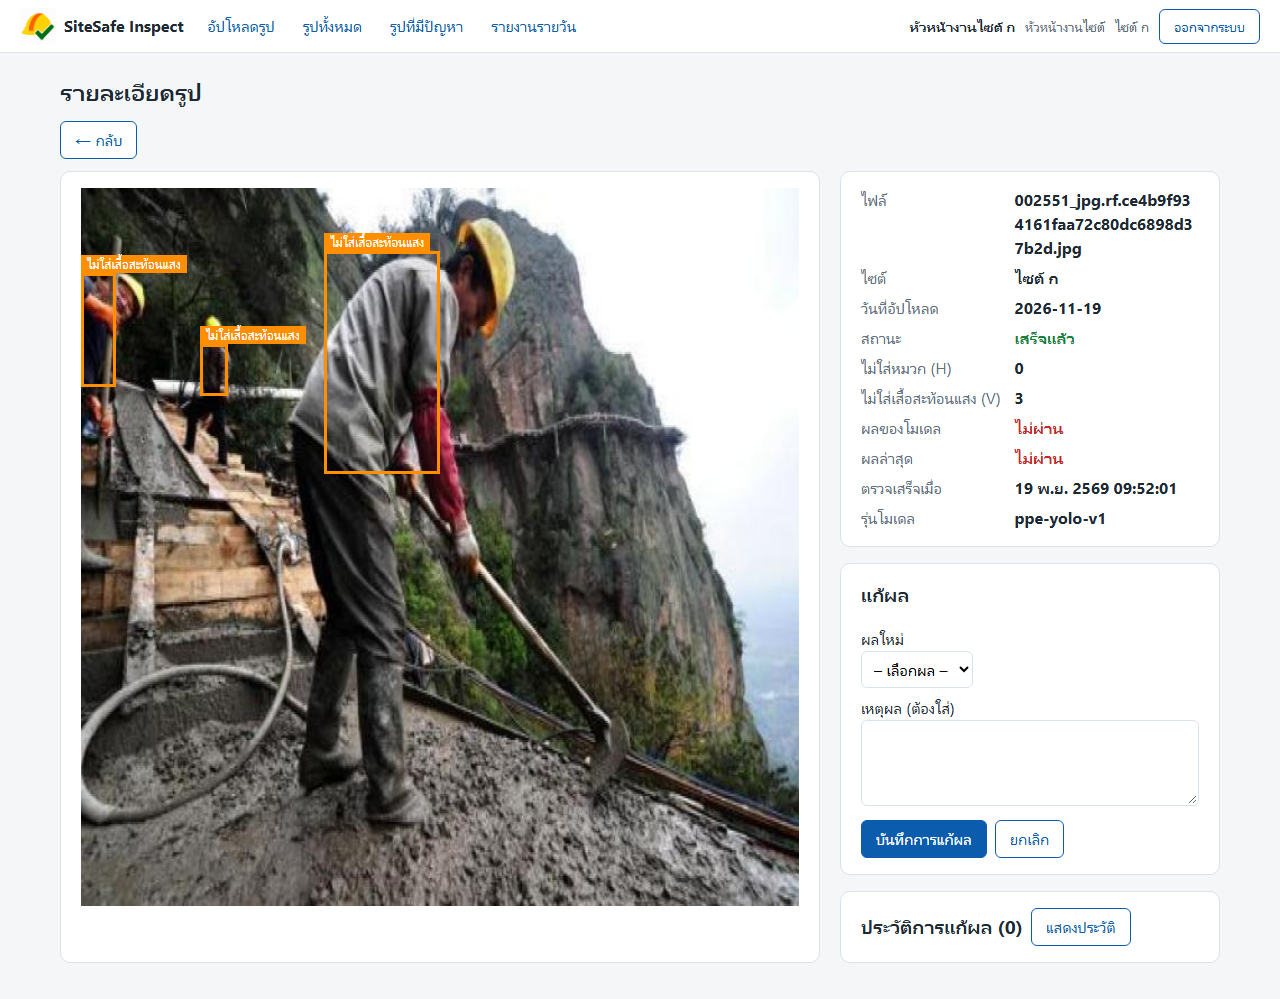 SiteSafe Inspect
อัปโหลดรูป
รูปทั้งหมด
รูปที่มีปัญหา
รายงานรายวัน
หัวหน้างานไซต์ ก
หัวหน้างานไซต์
ไซต์ ก
ออกจากระบบ
รายละเอียดรูป
← กลับ
ไม่ใส่เสื้อสะท้อนแสง
ไม่ใส่เสื้อสะท้อนแสง
ไม่ใส่เสื้อสะท้อนแสง
ไฟล์
002551_jpg.rf.ce4b9f93
4161faa72c80dc6898d3
7b2d.jpg
ไซต์
ไซต์ ก
วันที่อัปโหลด
2026-11-19
สถานะ
เสร็จแล้ว
ไม่ใส่หมวก (H)
0
ไม่ใส่เสื้อสะท้อนแสง (V)
3
ผลของโมเดล
ไม่ผ่าน
ผลล่าสุด
ไม่ผ่าน
ตรวจเสร็จเมื่อ
19 พ.ย. 2569 09:52:01
รุ่นโมเดล
ppe-yolo-v1
แก้ผล
ผลใหม่
– เลือกผล –
เหตุผล (ต้องใส่)
บันทึกการแก้ผล
ยกเลิก
ประวัติการแก้ผล (0)
แสดงประวัติ